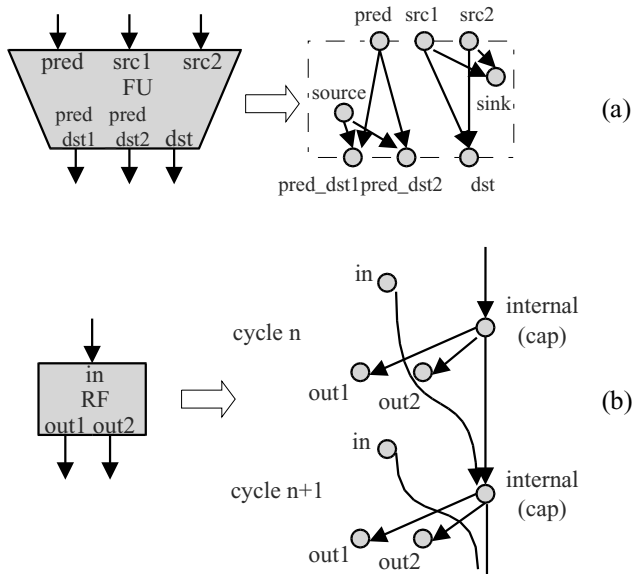 pred src1 src2
FU
pred pred
dst1 dst2 dst
pred src1 src2
source
sink
pred_dst1 pred_dst2 dst
(a)
in
RF
out1 out2
cycle n
in
internal
(cap)
out1 out2
(b)
in
cycle n+1
internal
(cap)
out1 out2